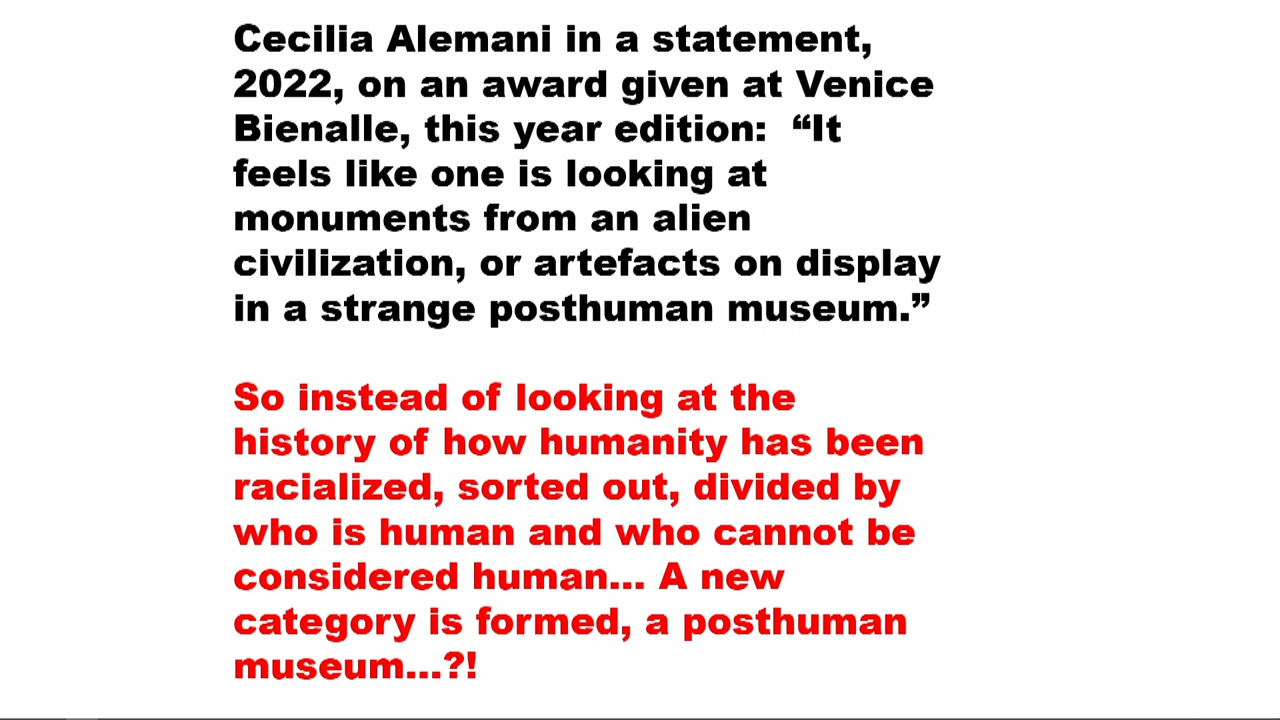 Cecilia Alemani in a statement,
2022, on an award given at Venice
Bienalle, this year edition:  “It
feels like one is looking at
monuments from an alien
civilization, or artefacts on display
in a strange posthuman museum.”
So instead of looking at the
history of how humanity has been
racialized, sorted out, divided by
who is human and who cannot be
considered human... A new
category is formed, a posthuman
museum...?!